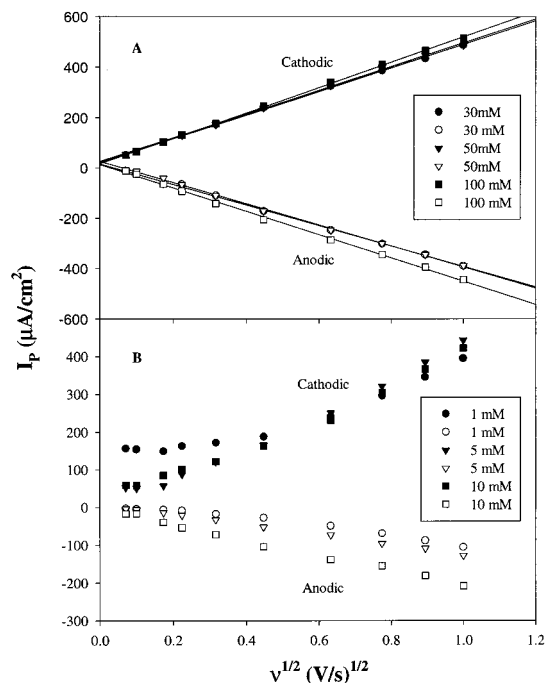 600
A
400
Cathodic
200
30mM
30 mM
50mM
50mM
100 mM
100 mM
0
-200
Anodic
-400
-600
I_P (μA/cm²)
B
400
Cathodic
300
200
1 mM
1 mM
5 mM
5 mM
10 mM
10 mM
100
0
-100
Anodic
-200
-300
0.0 0.2 0.4 0.6 0.8 1.0 1.2
ν^1/2 (V/s)^1/2